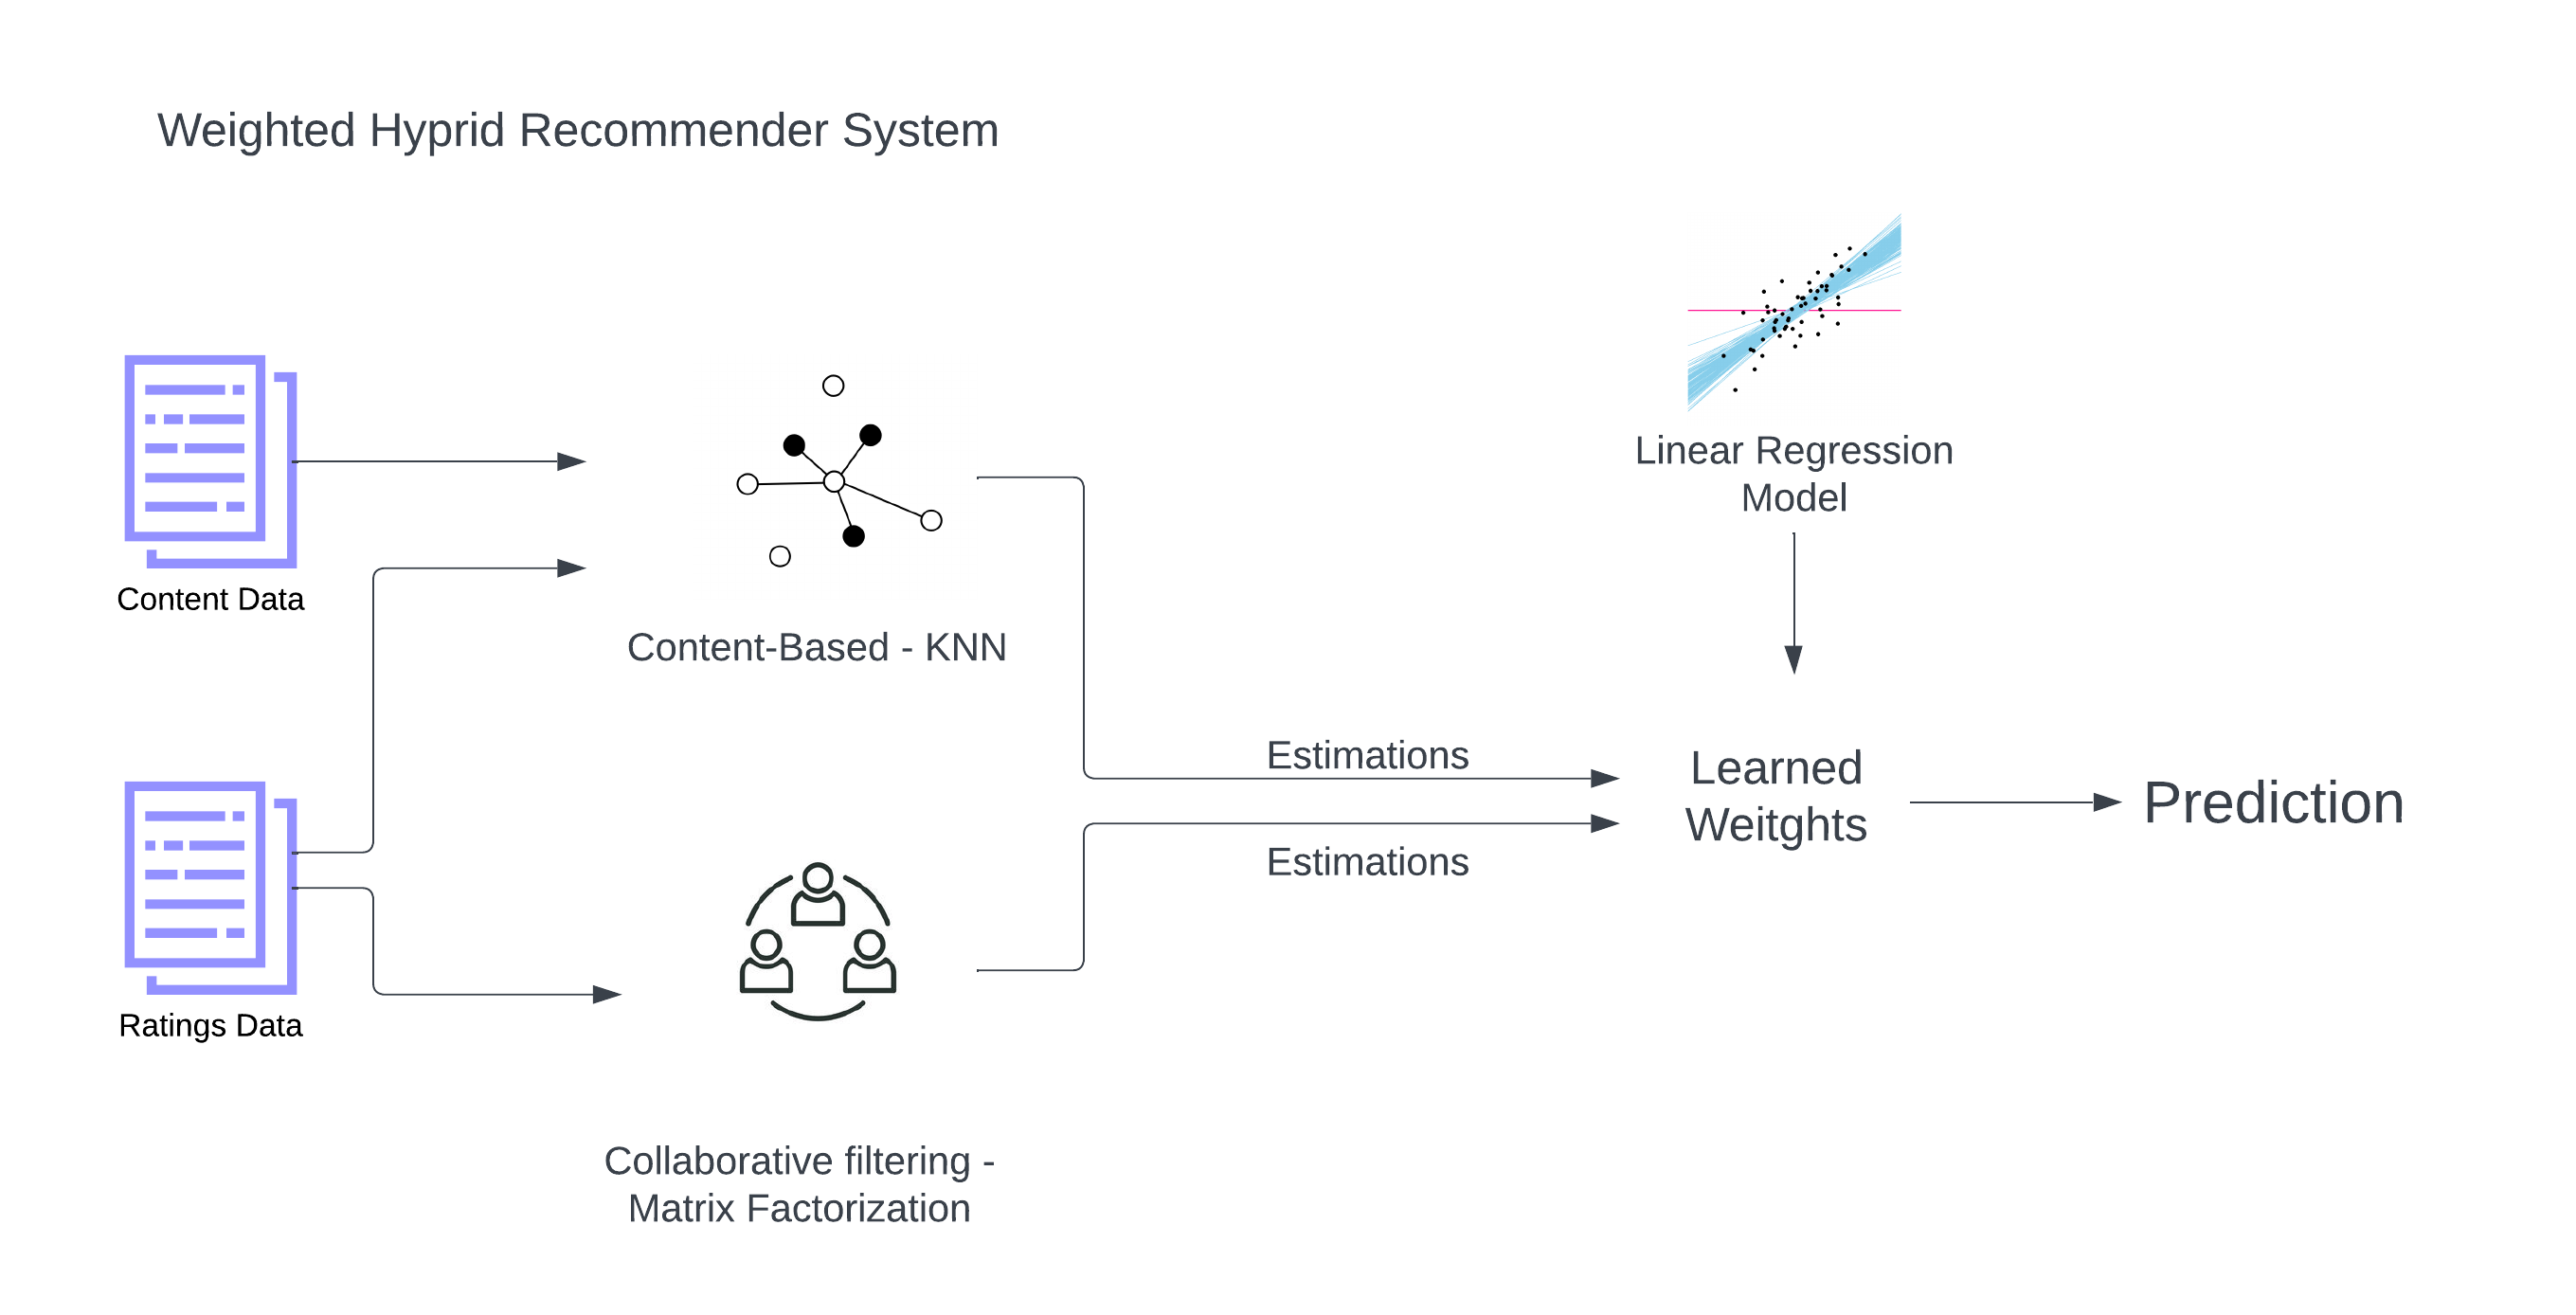 Weighted Hyprid Recommender System
Linear Regression
Model
Content Data
Content-Based - KNN
Estimations
Learned
Weitghts
Prediction
Estimations
Ratings Data
Collaborative filtering -
Matrix Factorization